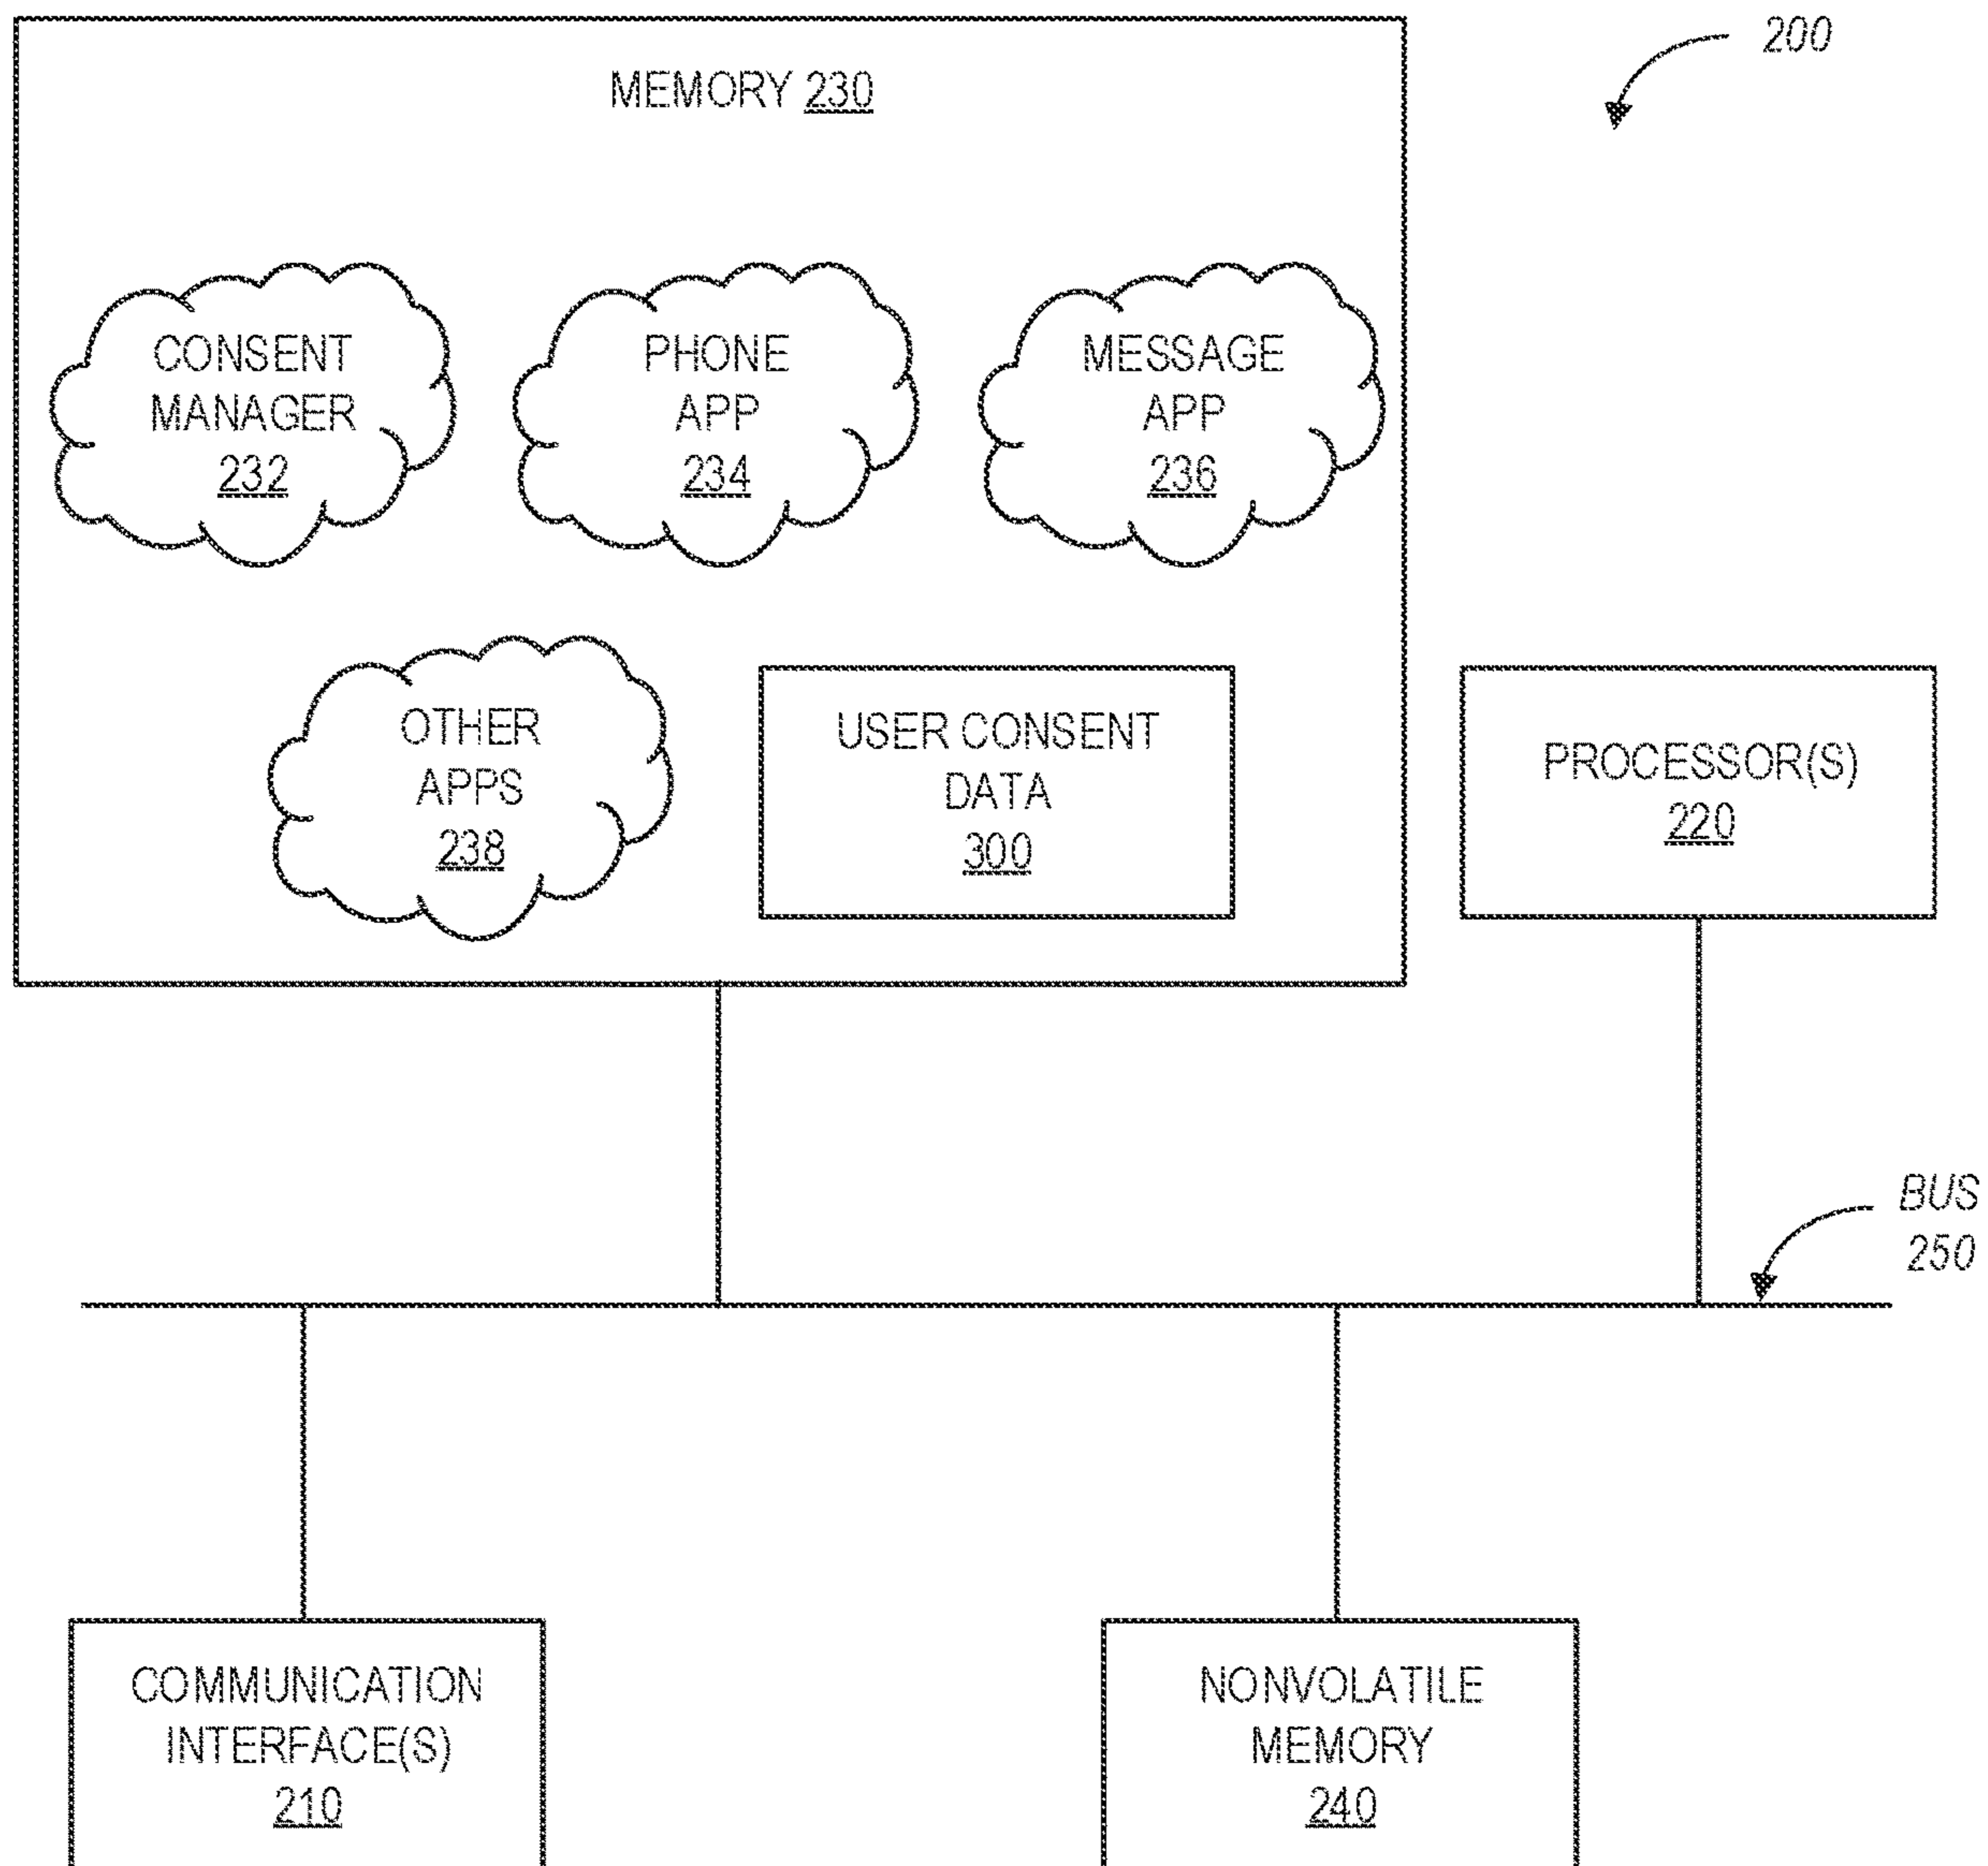 200
MEMORY 230
CONSENT
MANAGER
232
PHONE
APP
234
MESSAGE
APP
236
OTHER
APPS
238
USER CONSENT
DATA
300
PROCESSOR(S)
220
BUS
250
COMMUNICATION
INTERFACE(S)
210
NONVOLATILE
MEMORY
240